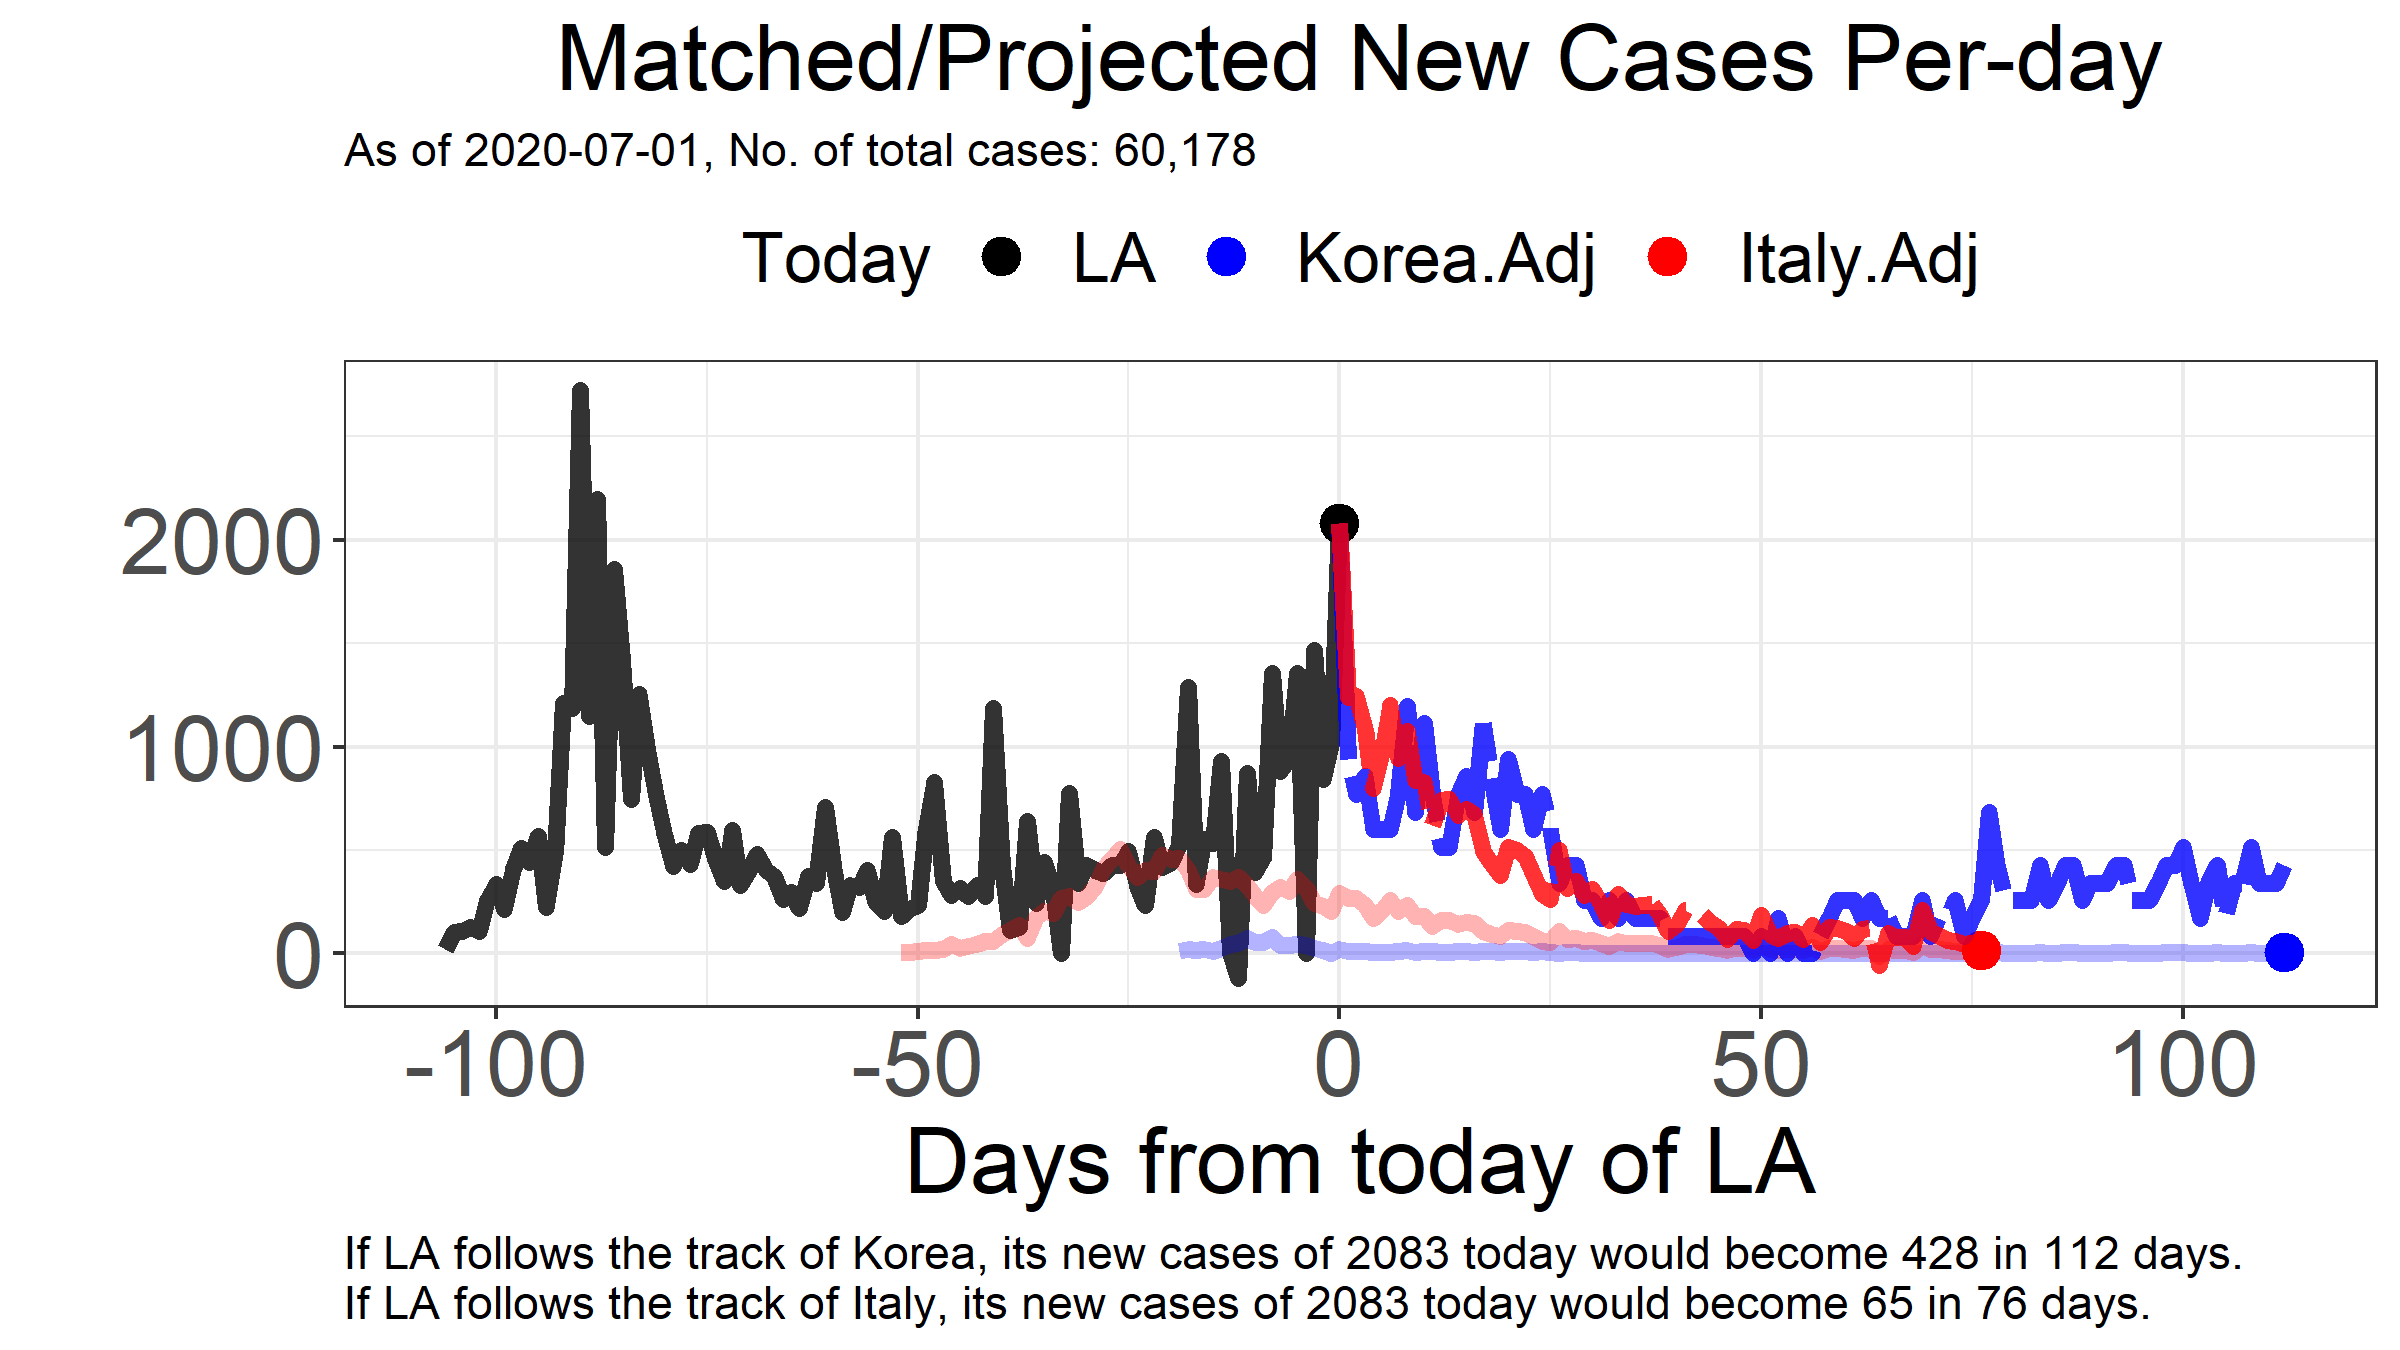 Matched/Projected New Cases Per-day
As of 2020-07-01, No. of total cases: 60,178
Today LA Korea.Adj Italy.Adj
2000
1000
0
-100 -50 0 50 100
Days from today of LA
If LA follows the track of Korea, its new cases of 2083 today would become 428 in 112 days.
If LA follows the track of Italy, its new cases of 2083 today would become 65 in 76 days.